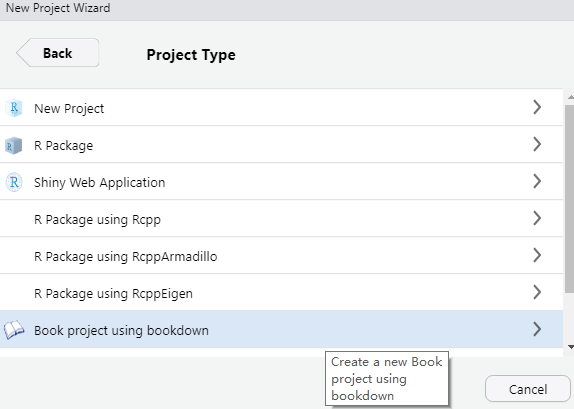 New Project Wizard
Back
Project Type
R New Project
R R Package
R Shiny Web Application
R Package using Rcpp
R Package using RcppArmadillo
R Package using RcppEigen
Book project using bookdown
Create a new Book
project using
bookdown
Cancel